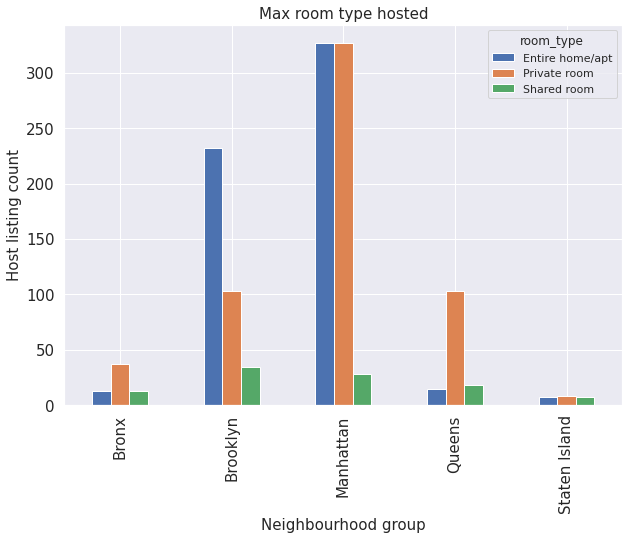 Max room type hosted
room_type
Entire home/apt
Private room
Shared room
Host listing count
300
250
200
150
100
50
0
Bronx
Brooklyn
Manhattan
Queens
Staten Island
Neighbourhood group